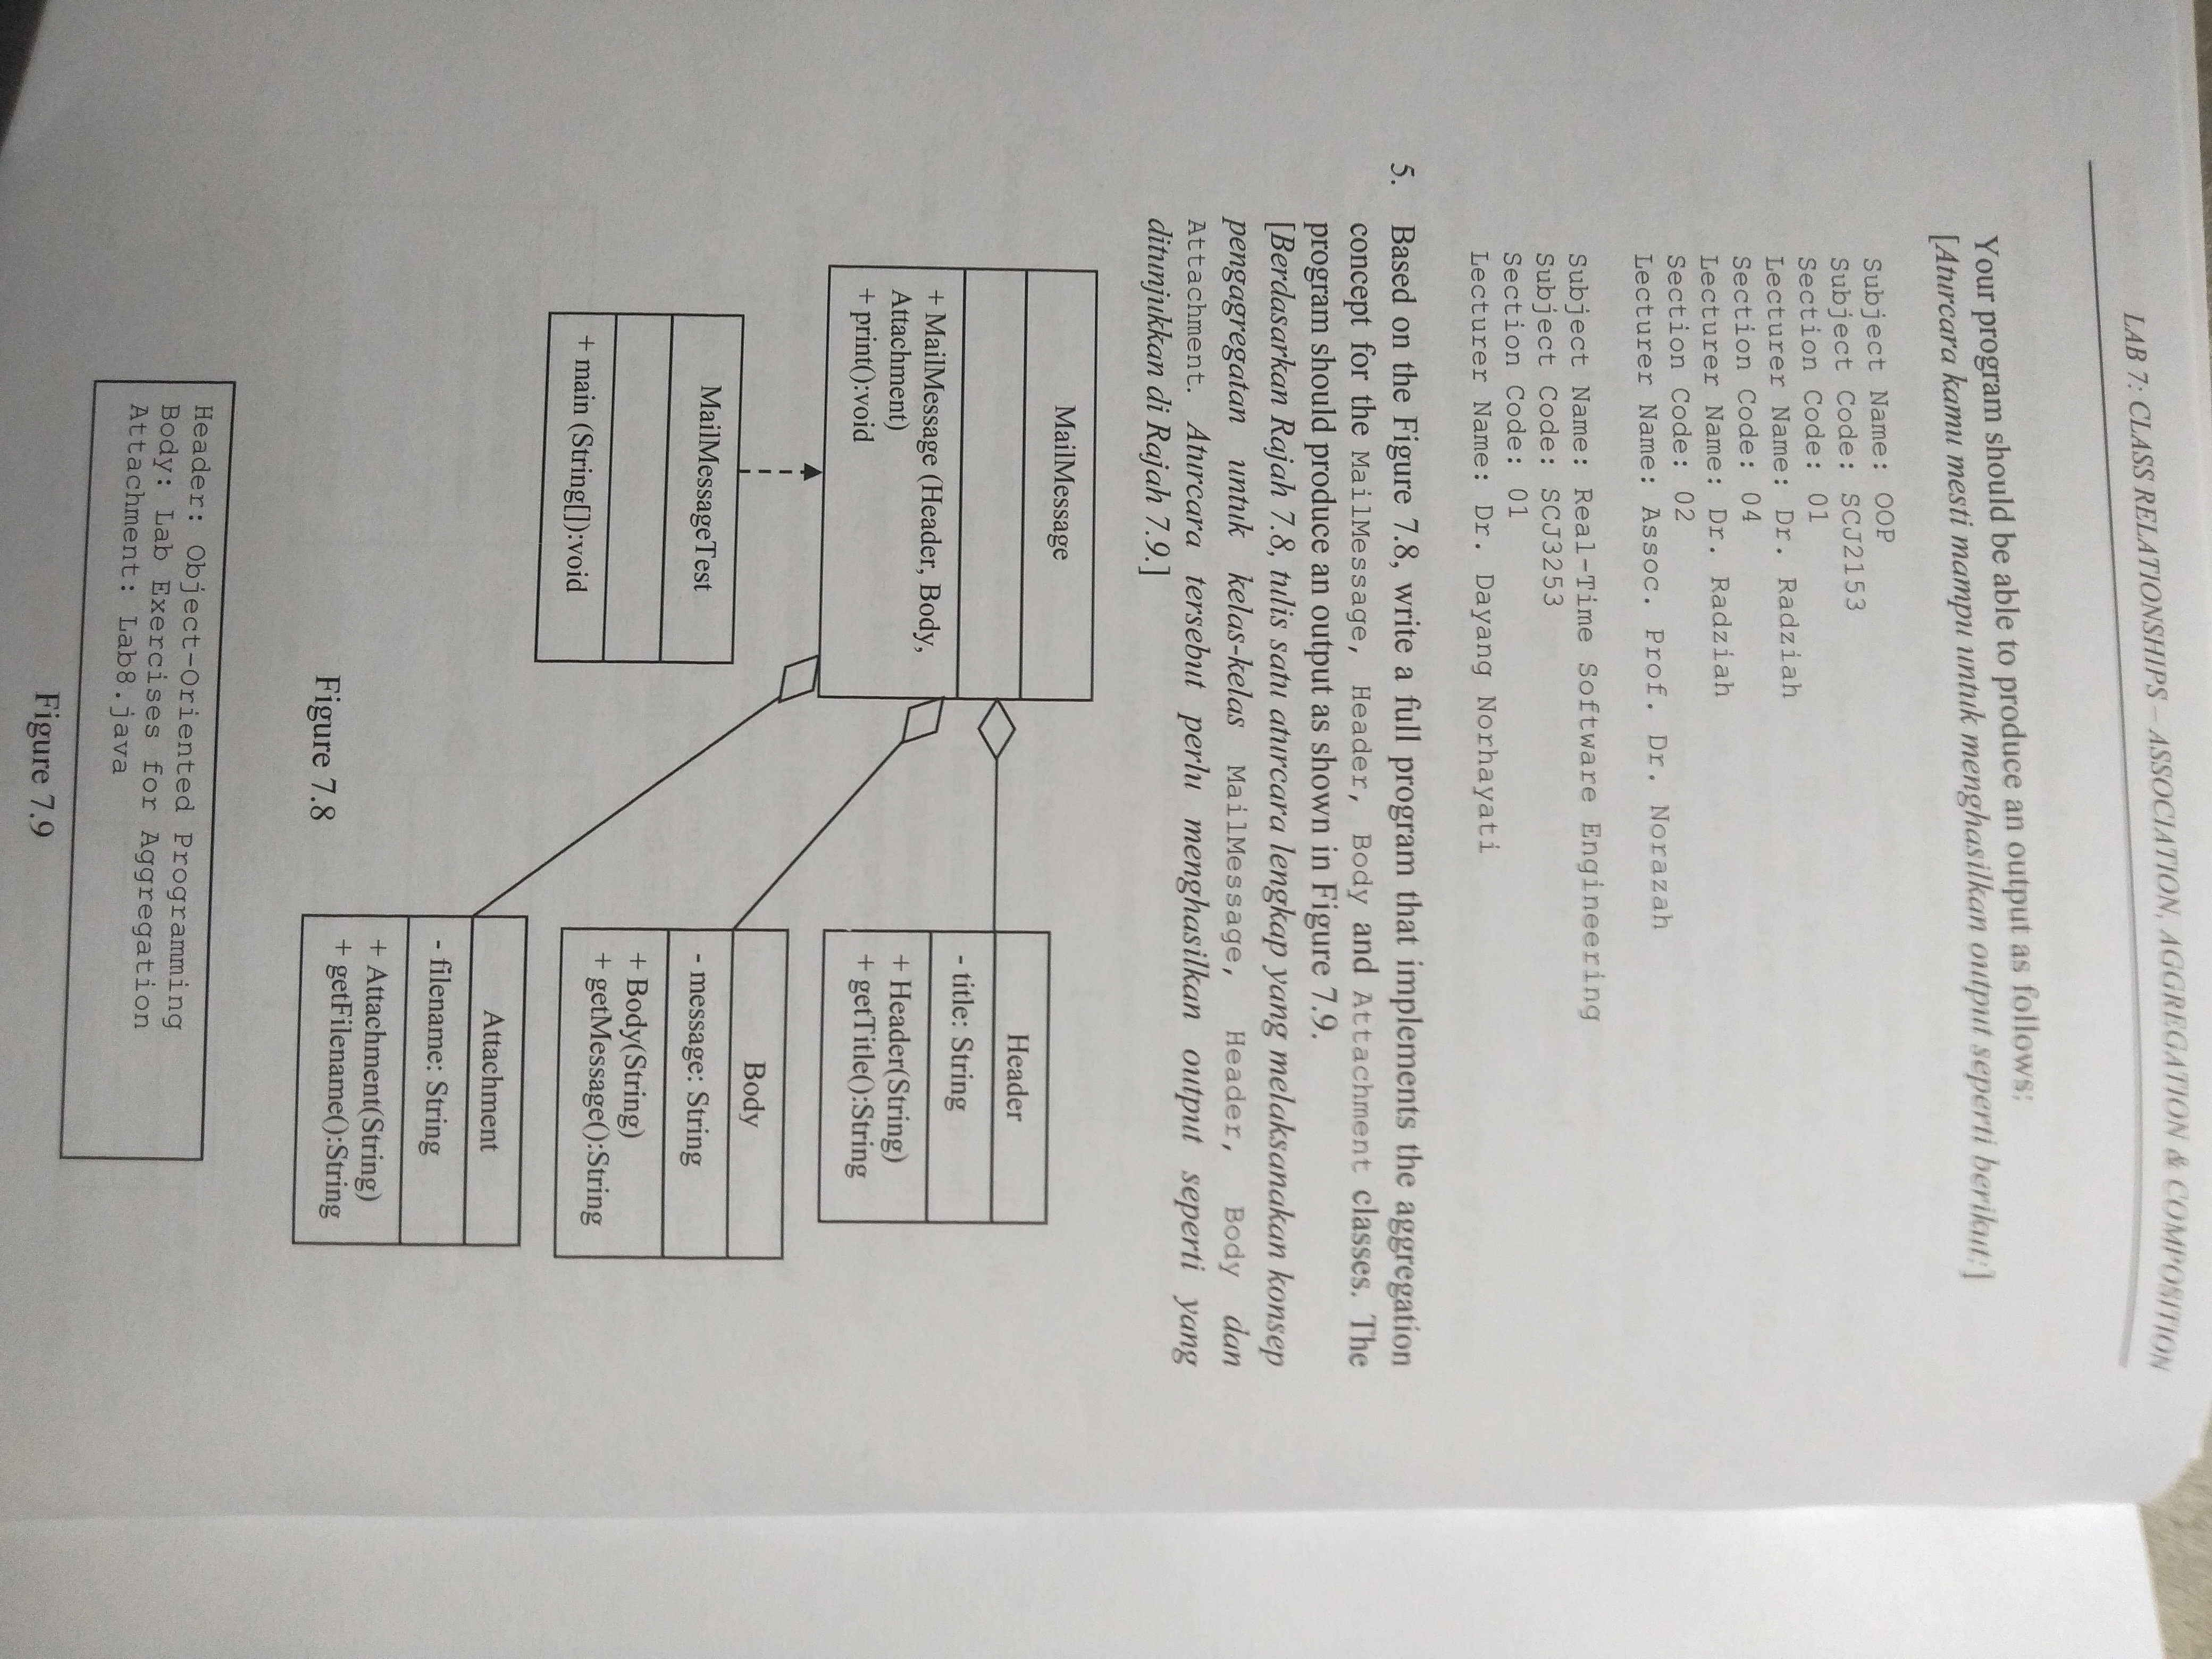 LAB 7: CLASS RELATIONSHIPS – ASSOCIATION, AGGREGATION & COMPOSITION
Your program should be able to produce an output as follows:
[Aturcara kamu mesti mampu untuk menghasilkan output seperti berikut:]
Subject Name: OOP
Subject Code: SCJ2153
Section Code: 01
Lecturer Name: Dr. Radziah
Section Code: 04
Lecturer Name: Dr. Radziah
Section Code: 02
Lecturer Name: Assoc. Prof. Dr. Norazah
Subject Name: Real-Time Software Engineering
Subject Code: SCJ3253
Section Code: 01
Lecturer Name: Dr. Dayang Norhayati
5. Based on the Figure 7.8, write a full program that implements the aggregation
concept for the MailMessage, Header, Body and Attachment classes. The
program should produce an output as shown in Figure 7.9.
[Berdasarkan Rajah 7.8, tulis satu aturcara lengkap yang melaksanakan konsep
pengagregatan untuk kelas-kelas MailMessage, Header, Body dan
Attachment. Aturcara tersebut perlu menghasilkan output seperti yang
ditunjukkan di Rajah 7.9.]
MailMessage
+ MailMessage (Header, Body,
Attachment)
+ print():void
Header
- title: String
+ Header(String)
+ getTitle():String
MailMessageTest
+ main (String[]):void
Body
- message: String
+ Body(String)
+ getMessage():String
Attachment
- filename: String
+ Attachment(String)
+ getFilename():String
Figure 7.8
Header: Object-Oriented Programming
Body: Lab Exercises for Aggregation
Attachment: Lab8.java
Figure 7.9